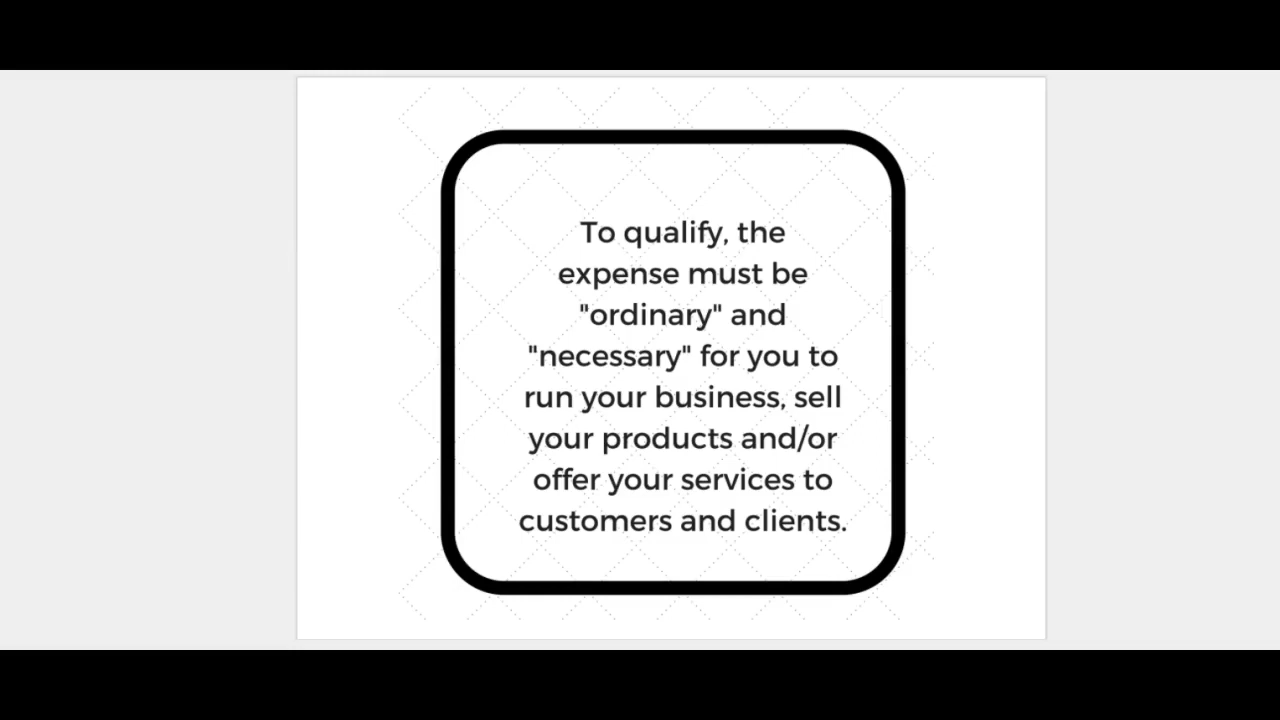 To qualify, the
expense must be
"ordinary" and
"necessary" for you to
run your business, sell
your products and/or
offer your services to
customers and clients.